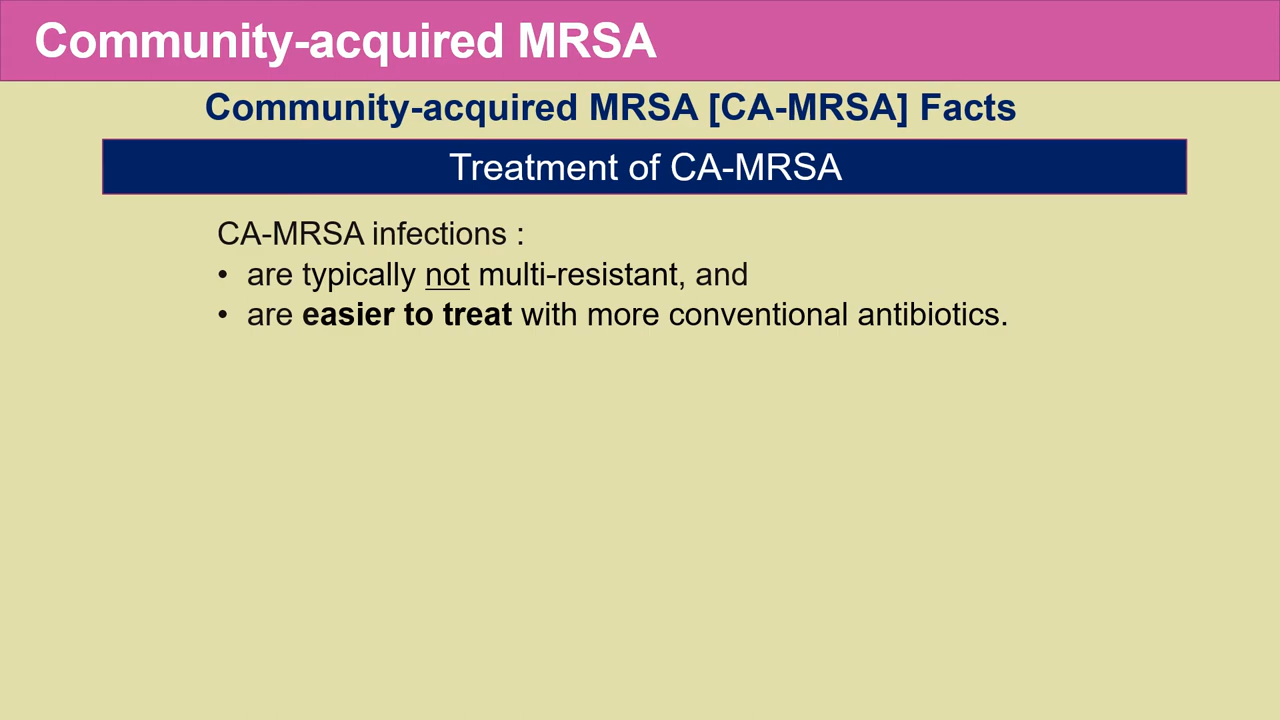 Community-acquired MRSA
Community-acquired MRSA [CA-MRSA] Facts
Treatment of CA-MRSA
CA-MRSA infections :
• are typically not multi-resistant, and
• are easier to treat with more conventional antibiotics.